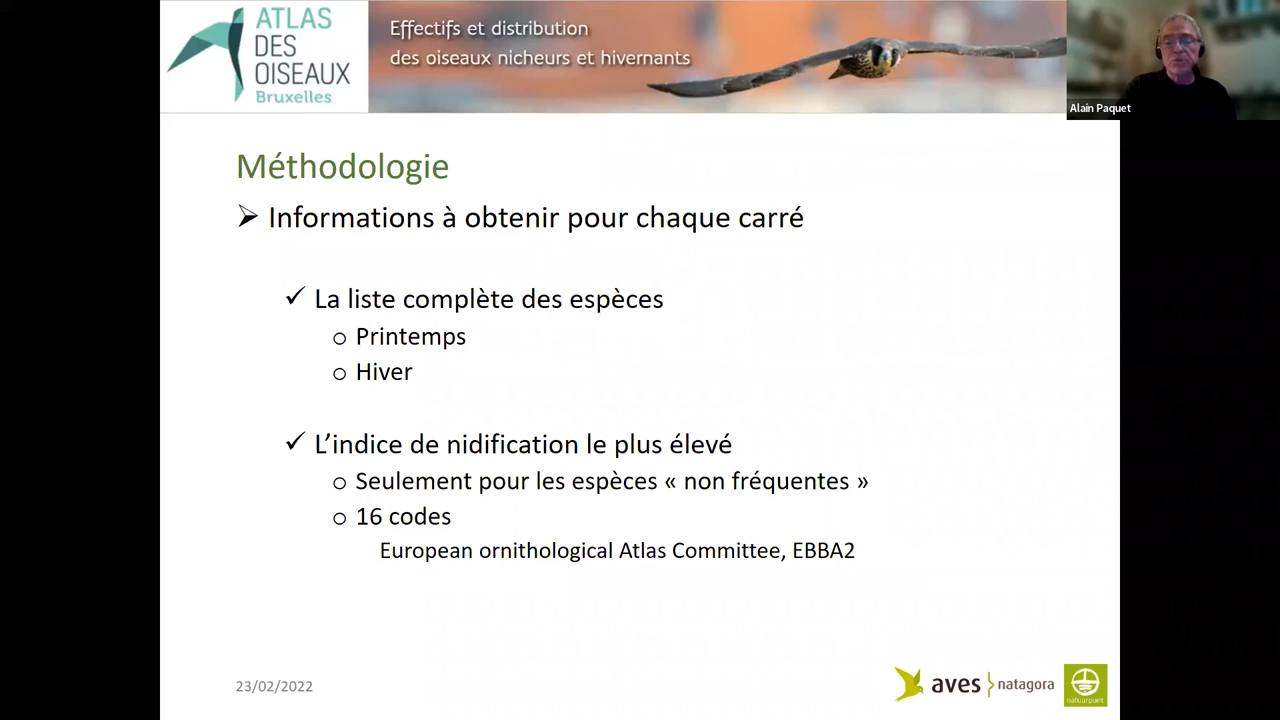 ATLAS
DES
OISEAUX
Bruxelles
Effectifs et distribution
des oiseaux nicheurs et hivernants
Alain Paquet
Méthodologie
Informations à obtenir pour chaque carré
La liste complète des espèces
Printemps
Hiver
L'indice de nidification le plus élevé
Seulement pour les espèces « non fréquentes »
16 codes
European ornithological Atlas Committee, EBBA2
23/02/2022
aves natagora
natuurpunt